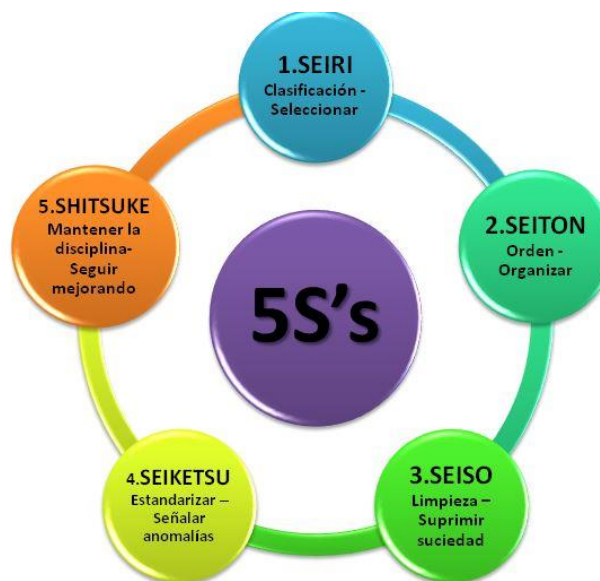 1.SEIRI
Clasificación -
Seleccionar
2.SEITON
Orden -
Organizar
3.SEISO
Limpieza –
Suprimir
suciedad
4.SEIKETSU
Estandarizar –
Señalar
anomalías
5.SHITSUKE
Mantener la
disciplina-
Seguir
mejorando
5S’s